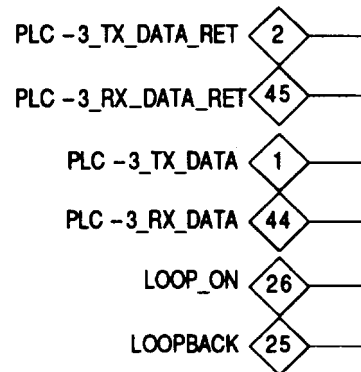 PLC -3_TX_DATA_RET 2
PLC -3_RX_DATA_RET 45
PLC -3_TX_DATA 1
PLC -3_RX_DATA 44
LOOP_ON 26
LOOPBACK 25